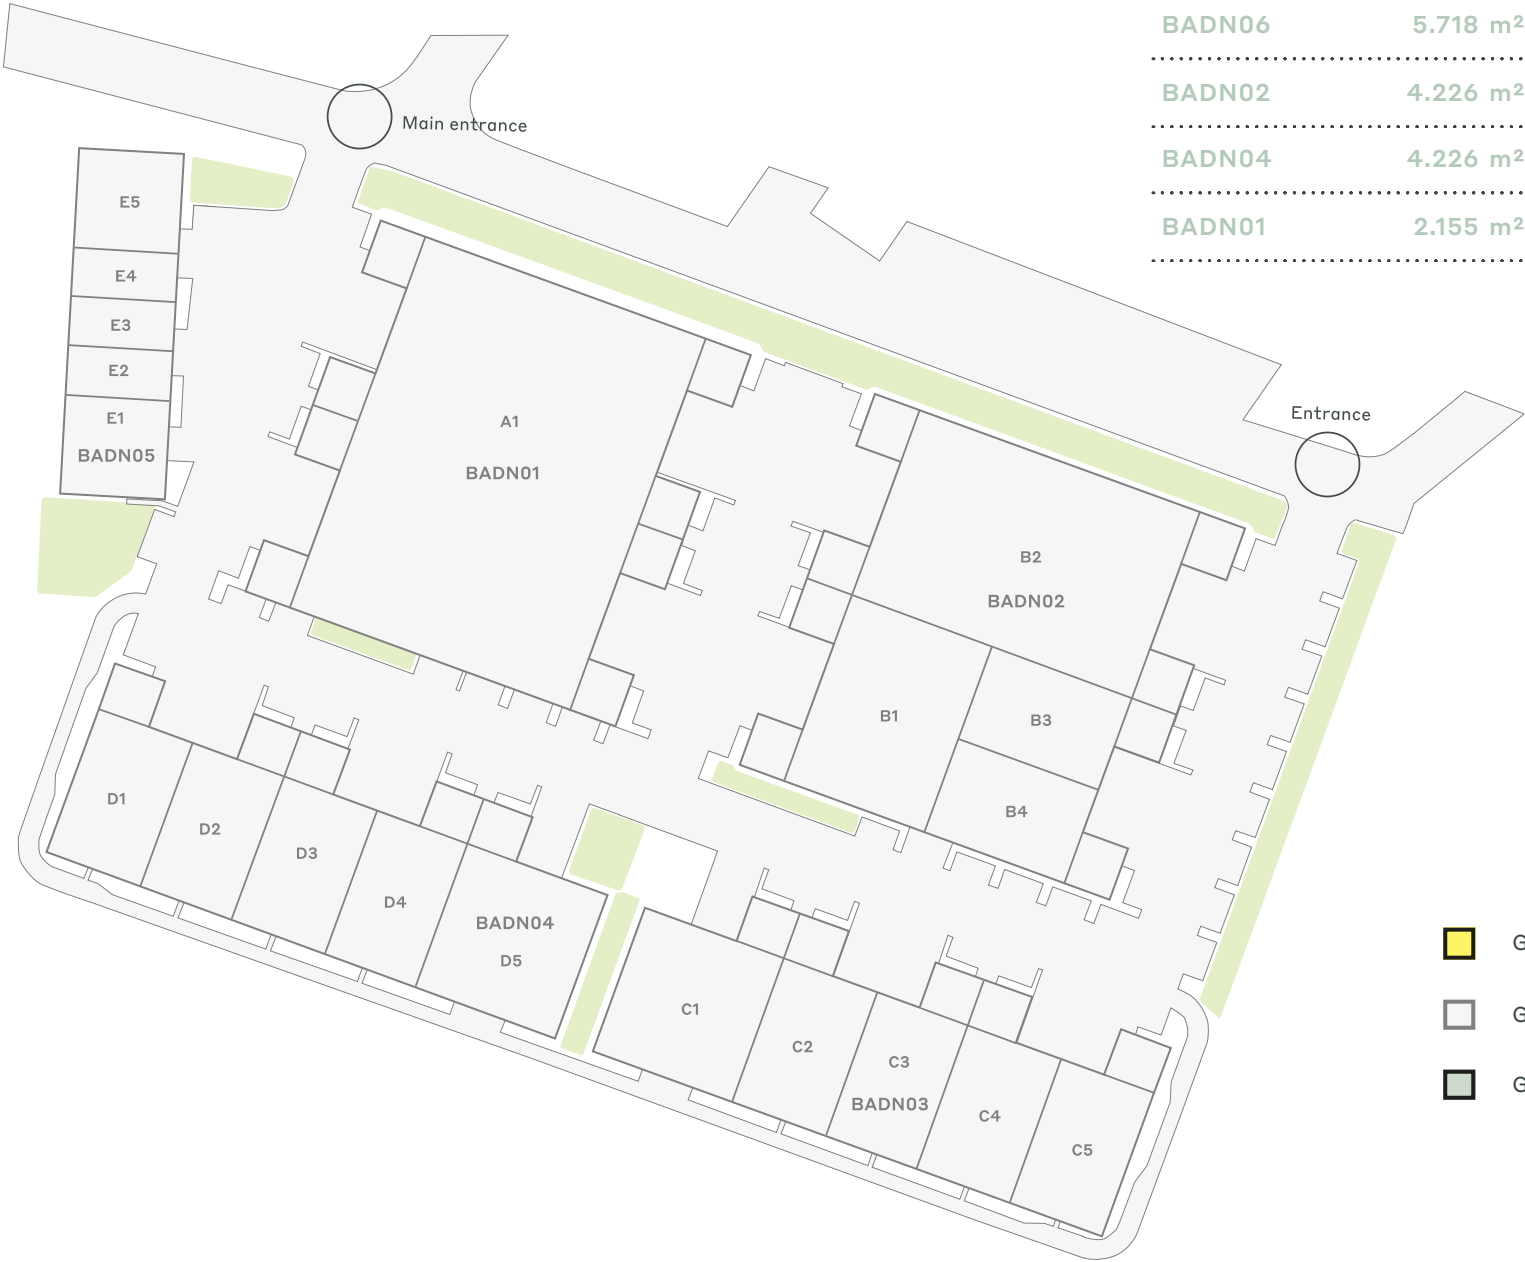 BADN06 5.718 m²
BADN02 4.226 m²
BADN04 4.226 m²
BADN01 2.155 m²
Main entrance
Entrance
E5
E4
E3
E2
E1
BADN05
A1
BADN01
B2
BADN02
B1
B3
B4
D1
D2
D3
D4
BADN04
D5
C1
C2
C3
BADN03
C4
C5
G
G
G